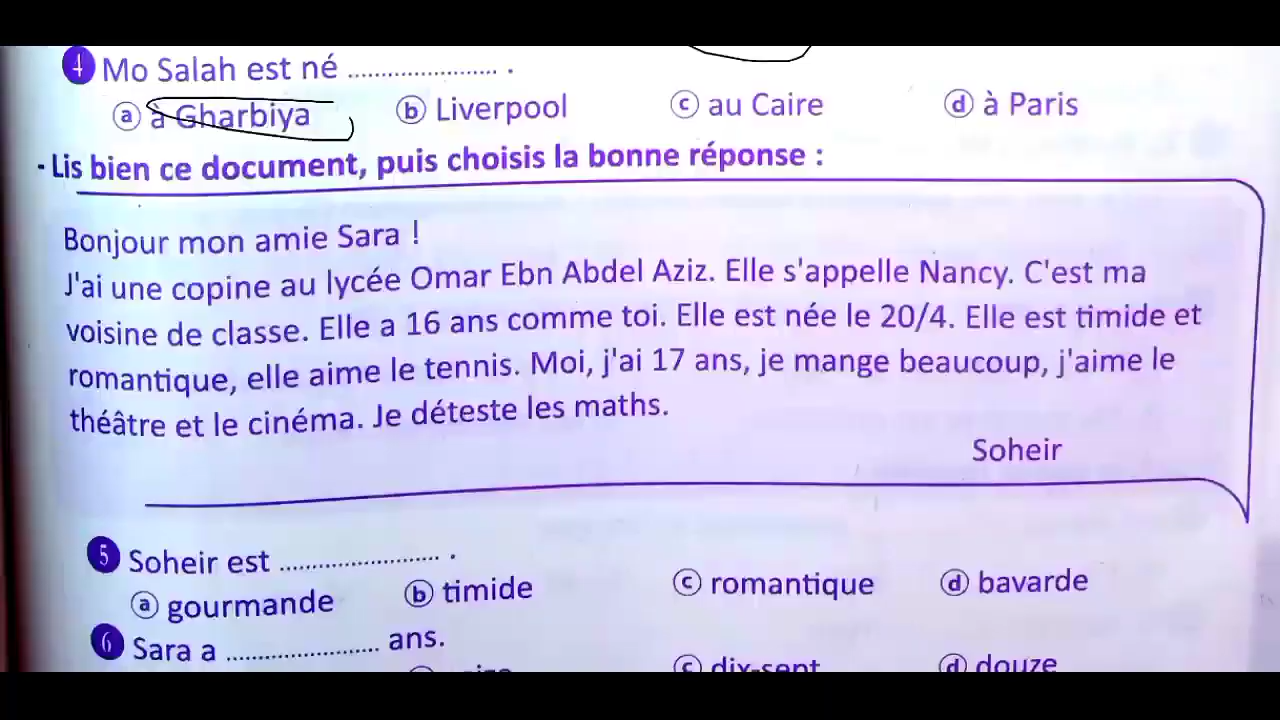 4 Mo Salah est né ...................... .
a à Gharbiya b Liverpool c au Caire d à Paris
- Lis bien ce document, puis choisis la bonne réponse :
Bonjour mon amie Sara !
J'ai une copine au lycée Omar Ebn Abdel Aziz. Elle s'appelle Nancy. C'est ma
voisine de classe. Elle a 16 ans comme toi. Elle est née le 20/4. Elle est timide et
romantique, elle aime le tennis. Moi, j'ai 17 ans, je mange beaucoup, j'aime le
théâtre et le cinéma. Je déteste les maths.
Soheir
5 Soheir est ....................... .
a gourmande b timide c romantique d bavarde
6 Sara a ...................... ans.
c dix-sept d douze